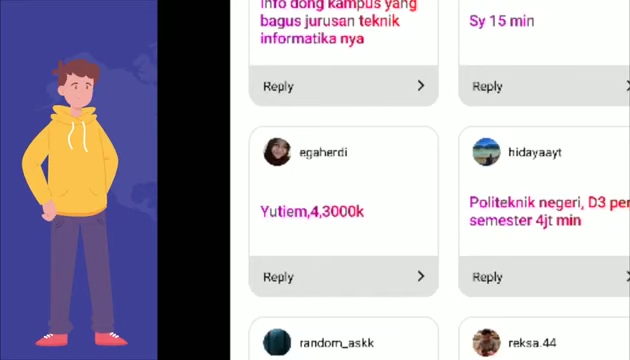 info dong kampus yang
bagus jurusan teknik
informatika nya
Reply
Sy 15 min
Reply
egaherdi
Yutiem,4,3000k
Reply
hidayaayt
Politeknik negeri, D3 per
semester 4jt min
Reply
random_askk
reksa.44